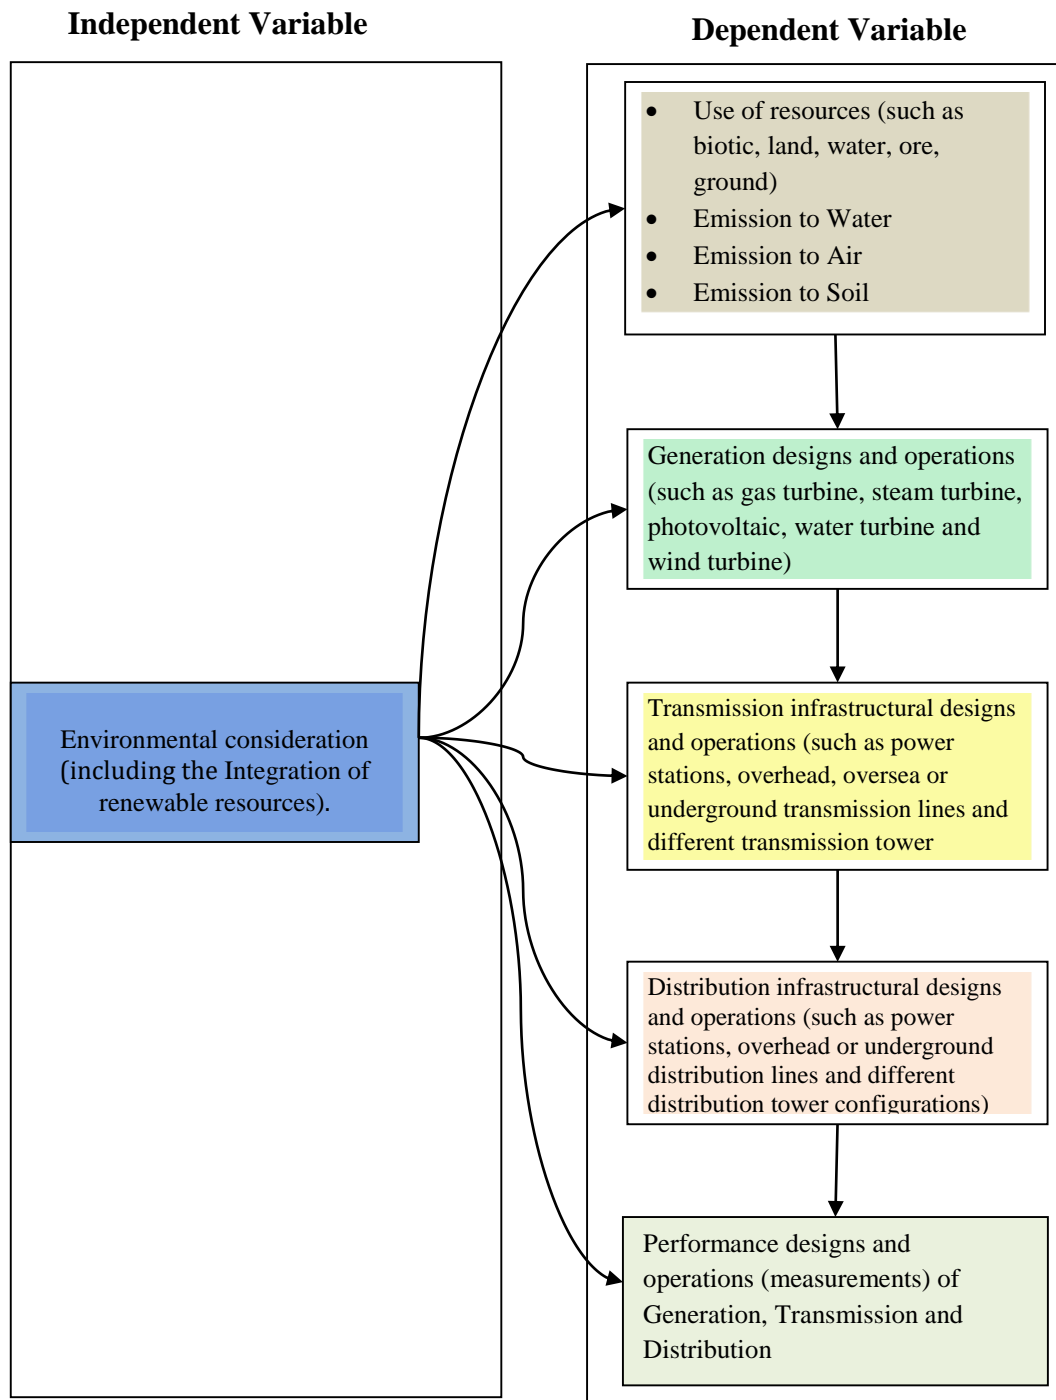 Independent Variable
Dependent Variable
• Use of resources (such as
biotic, land, water, ore,
ground)
• Emission to Water
• Emission to Air
• Emission to Soil
Generation designs and operations
(such as gas turbine, steam turbine,
photovoltaic, water turbine and
wind turbine)
Environmental consideration
(including the Integration of
renewable resources).
Transmission infrastructural designs
and operations (such as power
stations, overhead, oversea or
underground transmission lines and
different transmission tower
Distribution infrastructural designs
and operations (such as power
stations, overhead or underground
distribution lines and different
distribution tower configurations)
Performance designs and
operations (measurements) of
Generation, Transmission and
Distribution